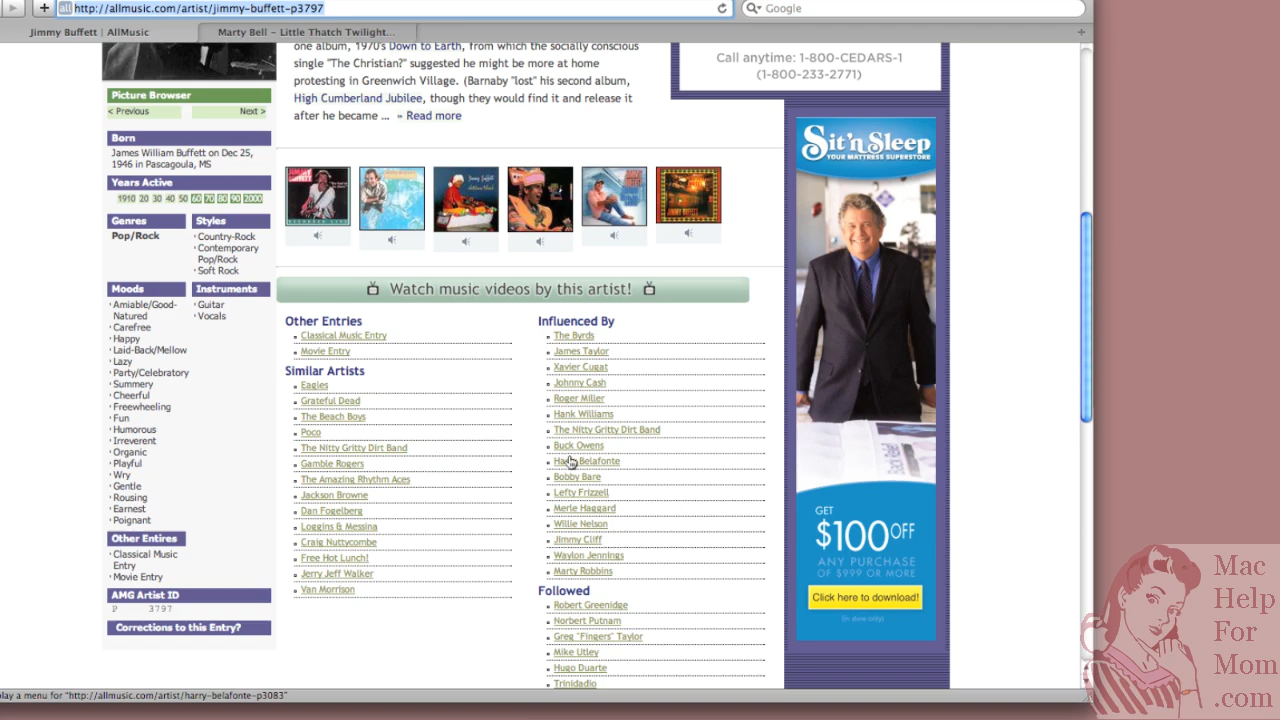 http://allmusic.com/artist/jimmy-buffett-p3797
Google
Jimmy Buffett | AllMusic
Marty Bell – Little Thatch Twilight...
one album, 1970's Down to Earth, from which the socially conscious
single "The Christian?" suggested he might be more at home
protesting in Greenwich Village. (Barnaby "lost" his second album,
High Cumberland Jubilee, though they would find it and release it
after he became ... » Read more
Call anytime: 1-800-CEDARS-1
(1-800-233-2771)
Picture Browser
< Previous
Next >
Born
James William Buffett on Dec 25,
1946 in Pascagoula, MS
Years Active
1910 20 30 40 50 60 70 80 90 2000
Genres
Pop/Rock
Styles
Country-Rock
Contemporary
Pop/Rock
Soft Rock
Moods
Amiable/Good-
Natured
Carefree
Happy
Laid-Back/Mellow
Lazy
Party/Celebratory
Summery
Cheerful
Freewheeling
Fun
Humorous
Irreverent
Organic
Playful
Wry
Gentle
Rousing
Earnest
Poignant
Instruments
Guitar
Vocals
Other Entires
Classical Music
Entry
Movie Entry
AMG Artist ID
P 3797
Corrections to this Entry?
Watch music videos by this artist!
Other Entries
Classical Music Entry
Movie Entry
Similar Artists
Eagles
Grateful Dead
The Beach Boys
Poco
The Nitty Gritty Dirt Band
Gamble Rogers
The Amazing Rhythm Aces
Jackson Browne
Dan Fogelberg
Loggins & Messina
Craig Nuttycombe
Free Hot Lunch!
Jerry Jeff Walker
Van Morrison
Influenced By
The Byrds
James Taylor
Xavier Cugat
Johnny Cash
Roger Miller
Hank Williams
The Nitty Gritty Dirt Band
Buck Owens
Harry Belafonte
Bobby Bare
Lefty Frizzell
Merle Haggard
Willie Nelson
Jimmy Cliff
Waylon Jennings
Marty Robbins
Followed
Robert Greenidge
Norbert Putnam
Greg "Fingers" Taylor
Mike Utley
Hugo Duarte
Trinidadio
Sit'n Sleep
YOUR MATTRESS SUPERSTORE
GET
$100 OFF
ANY PURCHASE
OF $999 OR MORE
Click here to download!
(in store only)
play a menu for "http://allmusic.com/artist/harry-belafonte-p3083"
Mac
Help
For
Mom
.com